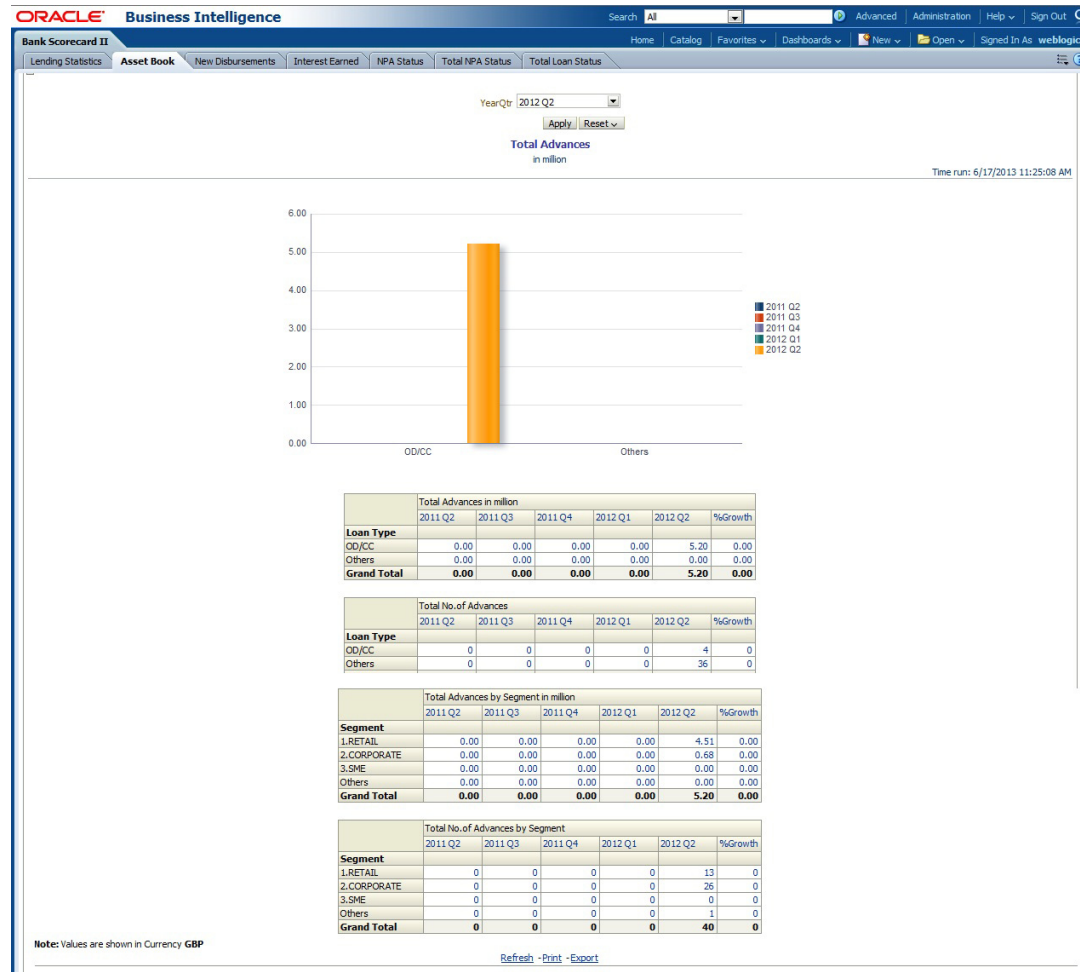 ORACLE Business Intelligence Search All Advanced Administration Help Sign Out
Bank Scorecard II Home Catalog Favorites Dashboards New Open Signed In As weblogic
Lending Statistics Asset Book New Disbursements Interest Earned NPA Status Total NPA Status Total Loan Status
YearQtr 2012 Q2
Apply Reset
Total Advances
in million
Time run: 6/17/2013 11:25:08 AM
6.00
5.00
4.00
3.00
2.00
1.00
0.00
OD/CC Others
2011 Q2
2011 Q3
2011 Q4
2012 Q1
2012 Q2
Total Advances in million
2011 Q2 2011 Q3 2011 Q4 2012 Q1 2012 Q2 %Growth
Loan Type
OD/CC 0.00 0.00 0.00 0.00 5.20 0.00
Others 0.00 0.00 0.00 0.00 0.00 0.00
Grand Total 0.00 0.00 0.00 0.00 5.20 0.00
Total No.of Advances
2011 Q2 2011 Q3 2011 Q4 2012 Q1 2012 Q2 %Growth
Loan Type
OD/CC 0 0 0 0 4 0
Others 0 0 0 0 36 0
Total Advances by Segment in million
2011 Q2 2011 Q3 2011 Q4 2012 Q1 2012 Q2 %Growth
Segment
1.RETAIL 0.00 0.00 0.00 0.00 4.51 0.00
2.CORPORATE 0.00 0.00 0.00 0.00 0.68 0.00
3.SME 0.00 0.00 0.00 0.00 0.00 0.00
Others 0.00 0.00 0.00 0.00 0.00 0.00
Grand Total 0.00 0.00 0.00 0.00 5.20 0.00
Total No.of Advances by Segment
2011 Q2 2011 Q3 2011 Q4 2012 Q1 2012 Q2 %Growth
Segment
1.RETAIL 0 0 0 0 13 0
2.CORPORATE 0 0 0 0 26 0
3.SME 0 0 0 0 0 0
Others 0 0 0 0 1 0
Grand Total 0 0 0 0 40 0
Note: Values are shown in Currency GBP
Refresh - Print - Export